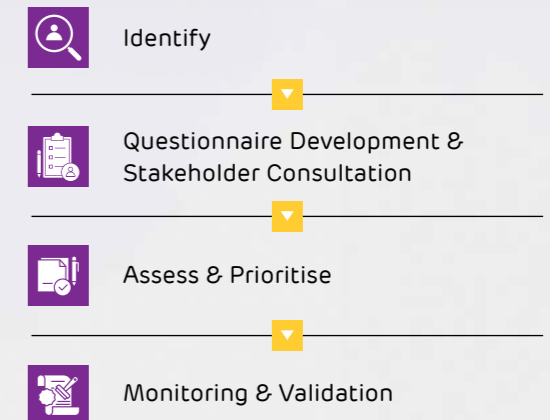 Identify
Questionnaire Development &
Stakeholder Consultation
Assess & Prioritise
Monitoring & Validation